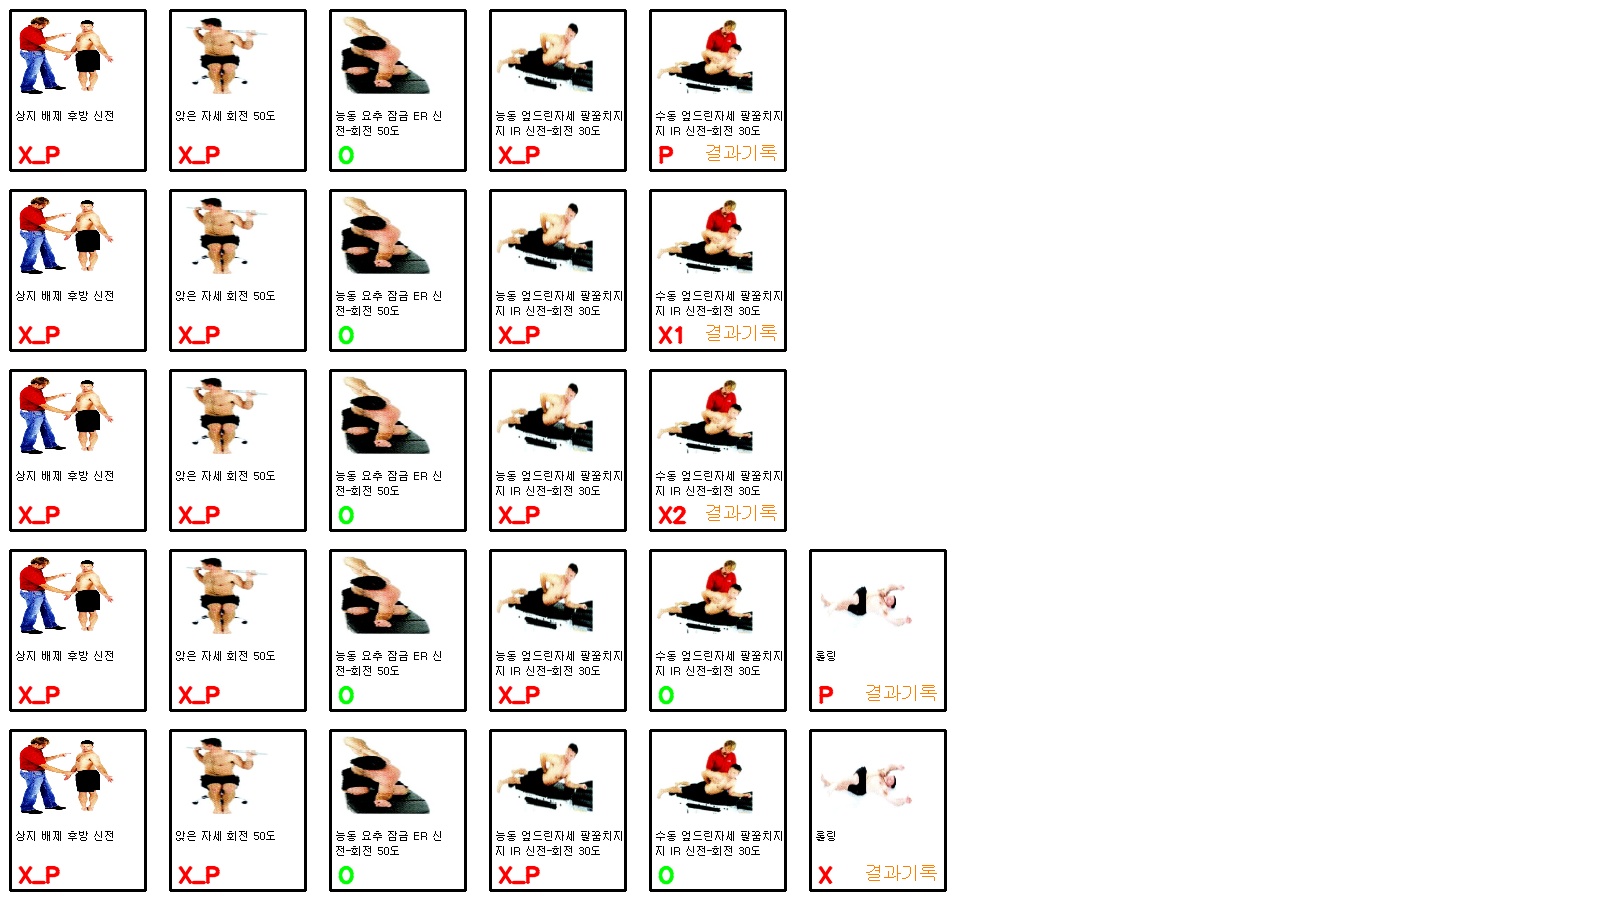 상지 배제 후방 신전
X_P
앉은 자세 회전 50도
X_P
능동 요추 잠금 ER 신
전-회전 50도
O
능동 엎드린자세 팔꿈치지
지 IR 신전-회전 30도
X_P
수동 엎드린자세 팔꿈치지
지 IR 신전-회전 30도
P 결과기록
상지 배제 후방 신전
X_P
앉은 자세 회전 50도
X_P
능동 요추 잠금 ER 신
전-회전 50도
O
능동 엎드린자세 팔꿈치지
지 IR 신전-회전 30도
X_P
수동 엎드린자세 팔꿈치지
지 IR 신전-회전 30도
X1 결과기록
상지 배제 후방 신전
X_P
앉은 자세 회전 50도
X_P
능동 요추 잠금 ER 신
전-회전 50도
O
능동 엎드린자세 팔꿈치지
지 IR 신전-회전 30도
X_P
수동 엎드린자세 팔꿈치지
지 IR 신전-회전 30도
X2 결과기록
상지 배제 후방 신전
X_P
앉은 자세 회전 50도
X_P
능동 요추 잠금 ER 신
전-회전 50도
O
능동 엎드린자세 팔꿈치지
지 IR 신전-회전 30도
X_P
수동 엎드린자세 팔꿈치지
지 IR 신전-회전 30도
O
롤링
P 결과기록
상지 배제 후방 신전
X_P
앉은 자세 회전 50도
X_P
능동 요추 잠금 ER 신
전-회전 50도
O
능동 엎드린자세 팔꿈치지
지 IR 신전-회전 30도
X_P
수동 엎드린자세 팔꿈치지
지 IR 신전-회전 30도
O
롤링
X 결과기록